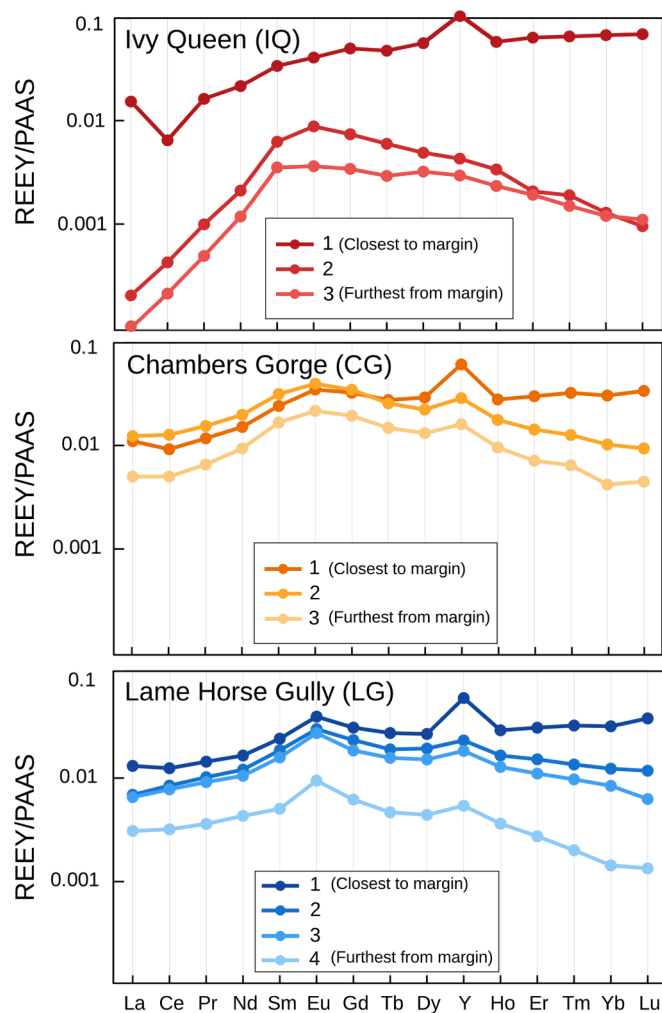 Ivy Queen (IQ)
REEY/PAAS
0.1
0.01
0.001
1 (Closest to margin)
2
3 (Furthest from margin)
Chambers Gorge (CG)
REEY/PAAS
0.1
0.01
0.001
1 (Closest to margin)
2
3 (Furthest from margin)
Lame Horse Gully (LG)
REEY/PAAS
0.1
0.01
0.001
1 (Closest to margin)
2
3
4 (Furthest from margin)
La Ce Pr Nd Sm Eu Gd Tb Dy Y Ho Er Tm Yb Lu